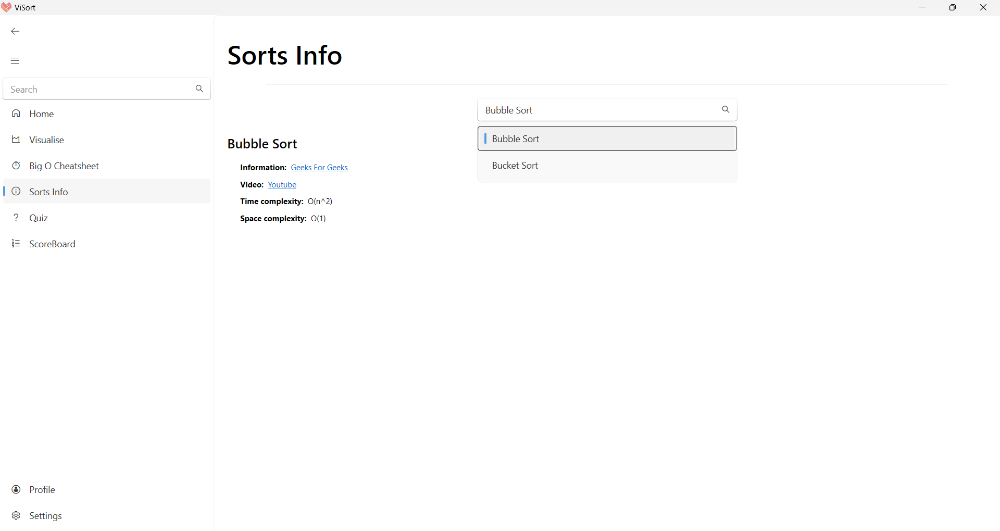 ViSort
Search
Home
Visualise
Big O Cheatsheet
Sorts Info
Quiz
ScoreBoard
Profile
Settings
Sorts Info
Bubble Sort
Bubble Sort
Bucket Sort
Bubble Sort
Information: Geeks For Geeks
Video: Youtube
Time complexity: O(n^2)
Space complexity: O(1)